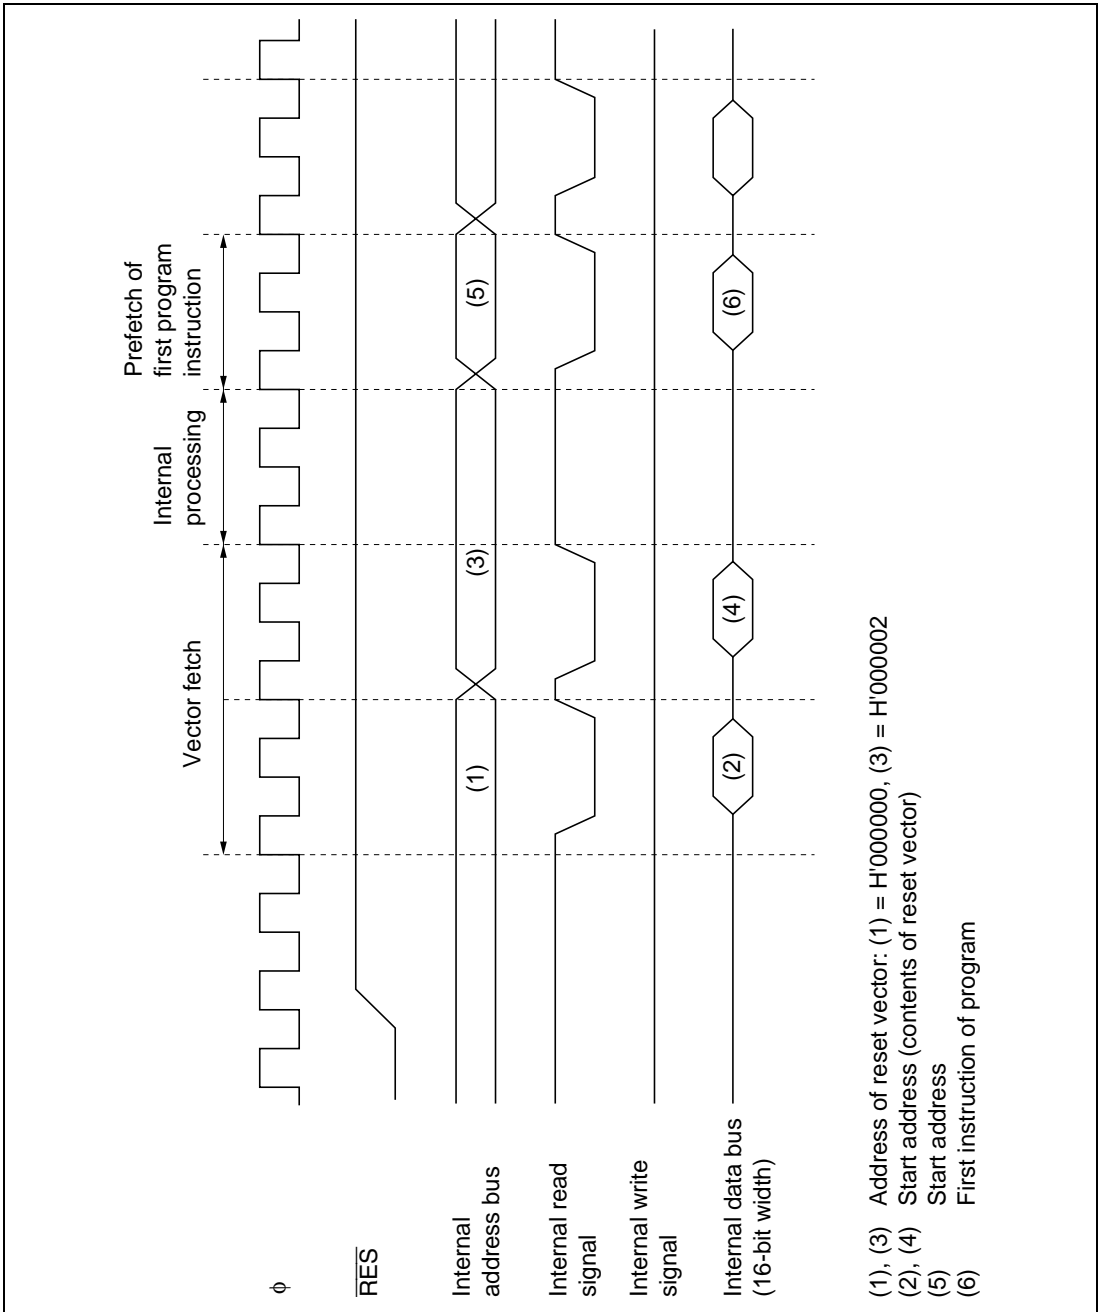 Vector fetch
Internal
processing
Prefetch of
first program
instruction
φ
RES
Internal
address bus
(1)
(3)
(5)
Internal read
signal
Internal write
signal
Internal data bus
(16-bit width)
(2)
(4)
(6)
(1), (3) Address of reset vector: (1) = H'000000, (3) = H'000002
(2), (4) Start address (contents of reset vector)
(5) Start address
(6) First instruction of program